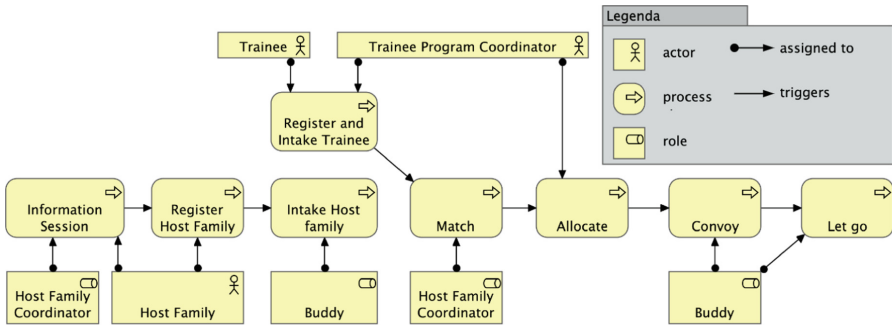 Legenda
Trainee
Trainee Program Coordinator
actor
assigned to
process
triggers
role
Register and
Intake Trainee
Information
Session
Register
Host Family
Intake Host
family
Match
Allocate
Convoy
Let go
Host Family
Coordinator
Host Family
Buddy
Host Family
Coordinator
Buddy